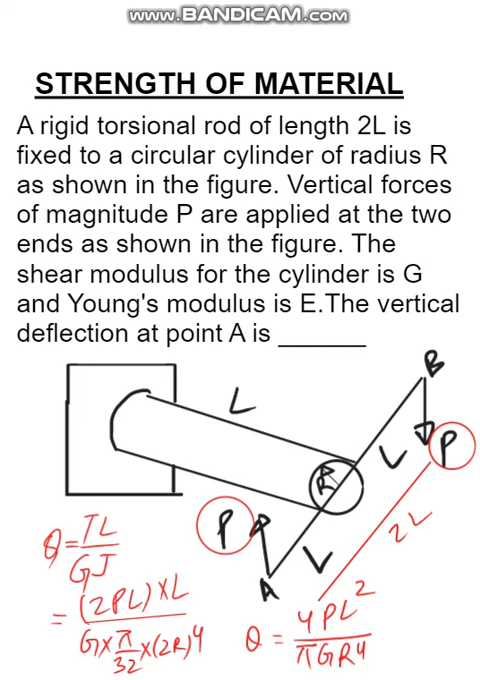 www.BANDICAM.com
STRENGTH OF MATERIAL
A rigid torsional rod of length 2L is
fixed to a circular cylinder of radius R
as shown in the figure. Vertical forces
of magnitude P are applied at the two
ends as shown in the figure. The
shear modulus for the cylinder is G
and Young's modulus is E.The vertical
deflection at point A is ______
B
L
P
R
L
P
2L
L
A
θ = TL / GJ
= (2PL) × L / G × π/32 × (2R)^4
θ = 4PL^2 / πGR^4